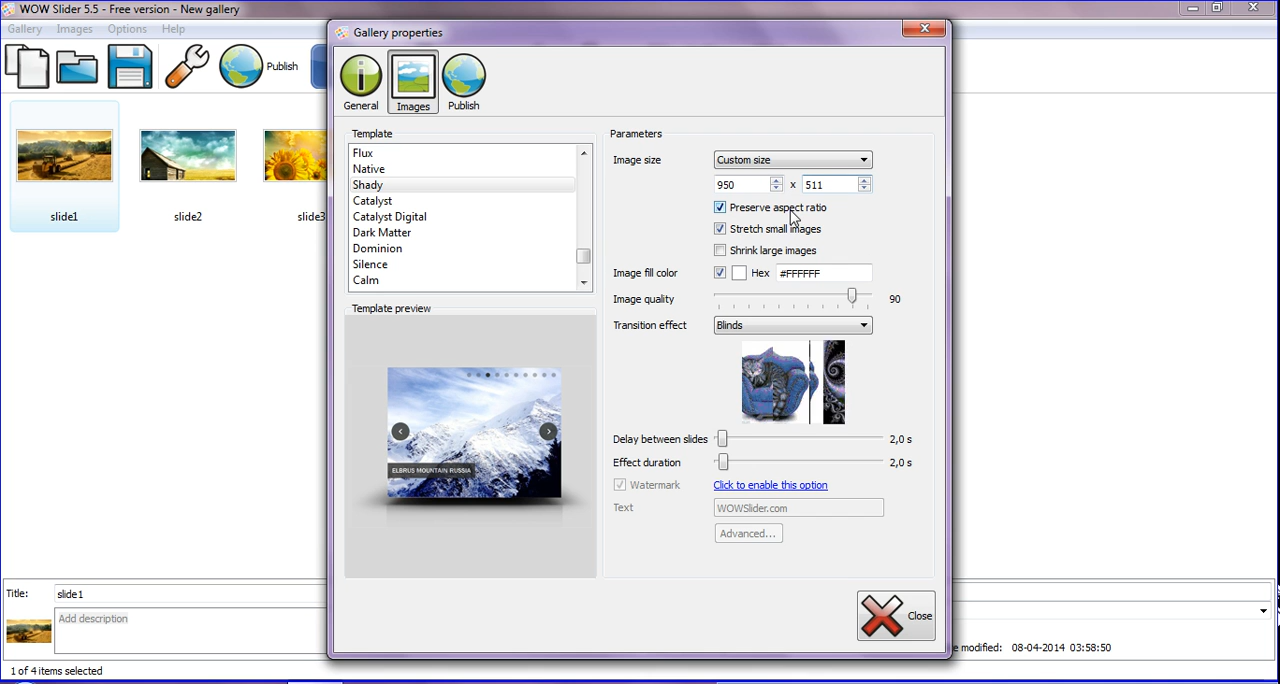 WOW Slider 5.5 - Free version - New gallery
Gallery Images Options Help
Publish
slide1
slide2
slide3
Gallery properties
General
Images
Publish
Template
Flux
Native
Shady
Catalyst
Catalyst Digital
Dark Matter
Dominion
Silence
Calm
Template preview
ELBRUS MOUNTAIN RUSSIA
Parameters
Image size Custom size
950 x 511
Preserve aspect ratio
Stretch small images
Shrink large images
Image fill color Hex #FFFFFF
Image quality 90
Transition effect Blinds
Delay between slides 2,0 s
Effect duration 2,0 s
Watermark Click to enable this option
Text WOWSlider.com
Advanced...
Close
Title: slide1
Add description
modified: 08-04-2014 03:58:50
1 of 4 items selected